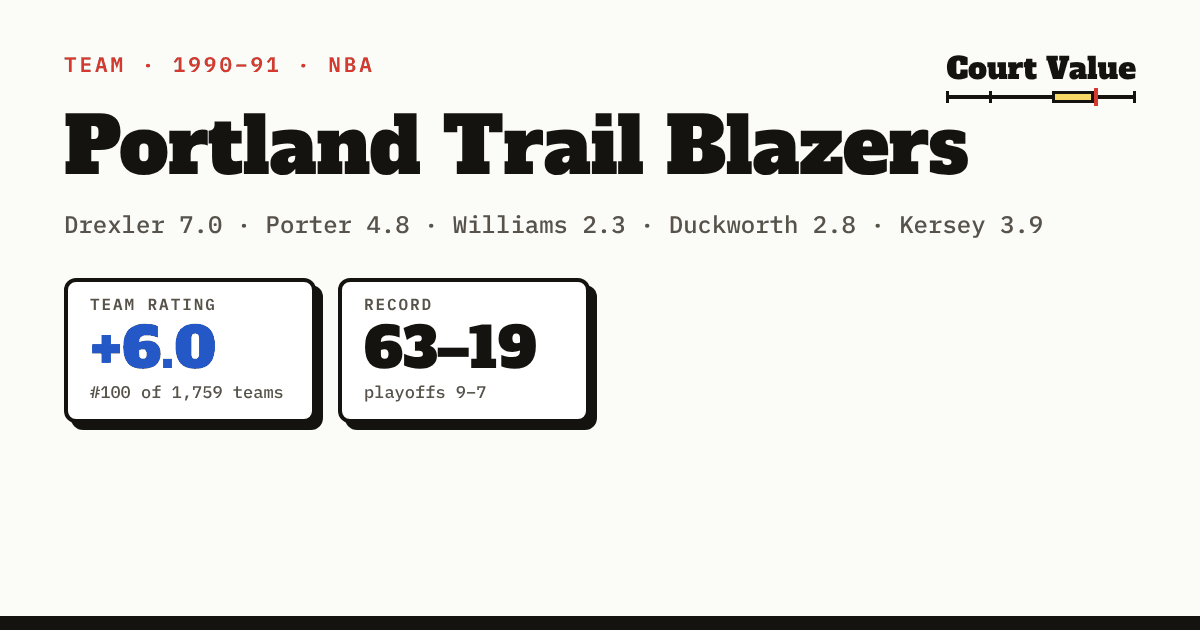 TEAM · 1990–91 · NBA
Court Value
Portland Trail Blazers
Drexler 7.0 · Porter 4.8 · Williams 2.3 · Duckworth 2.8 · Kersey 3.9
TEAM RATING
+6.0
#100 of 1,759 teams
RECORD
63–19
playoffs 9–7